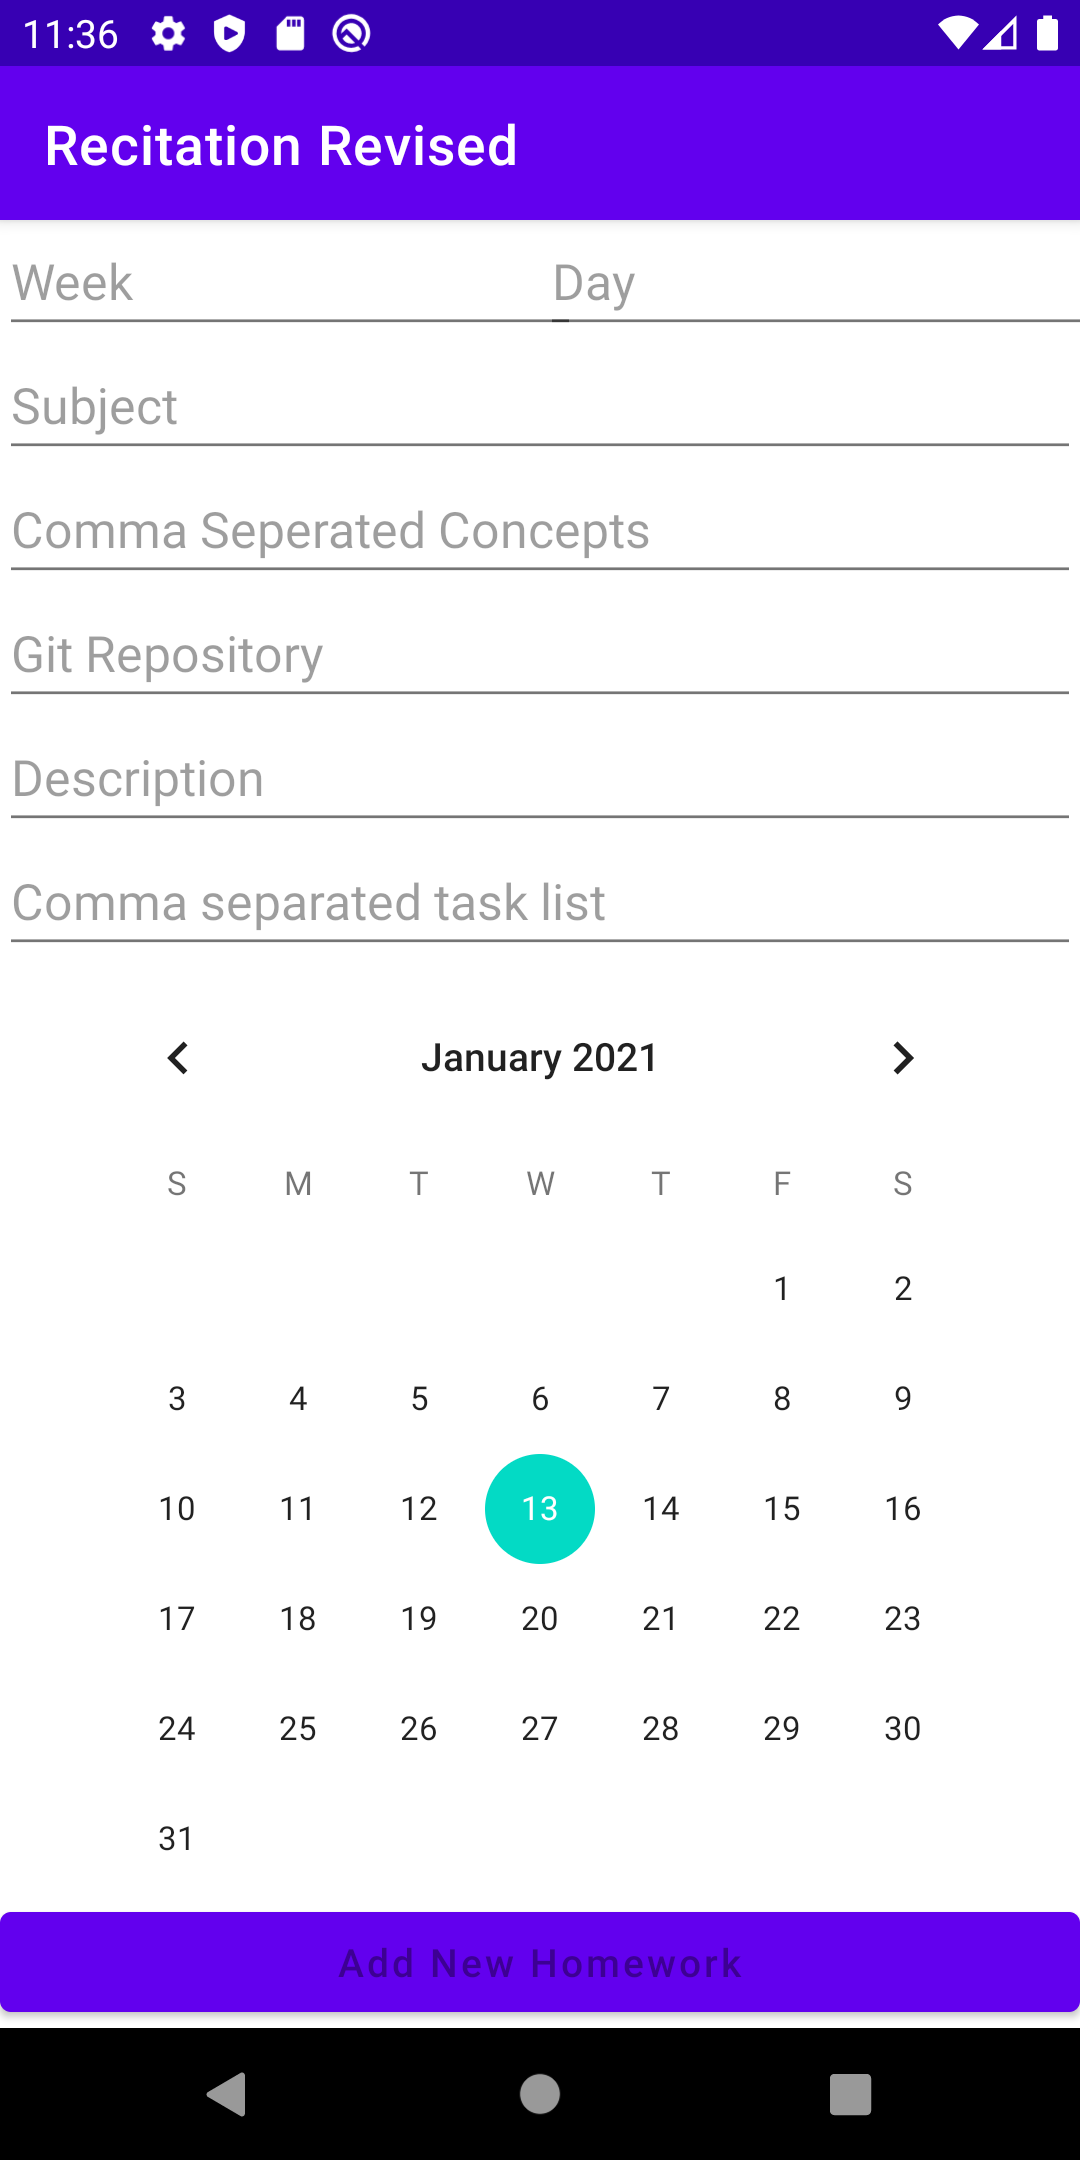 11:36
Recitation Revised
Week Day
Subject
Comma Seperated Concepts
Git Repository
Description
Comma separated task list
January 2021
S M T W T F S
1 2
3 4 5 6 7 8 9
10 11 12 13 14 15 16
17 18 19 20 21 22 23
24 25 26 27 28 29 30
31
Add New Homework